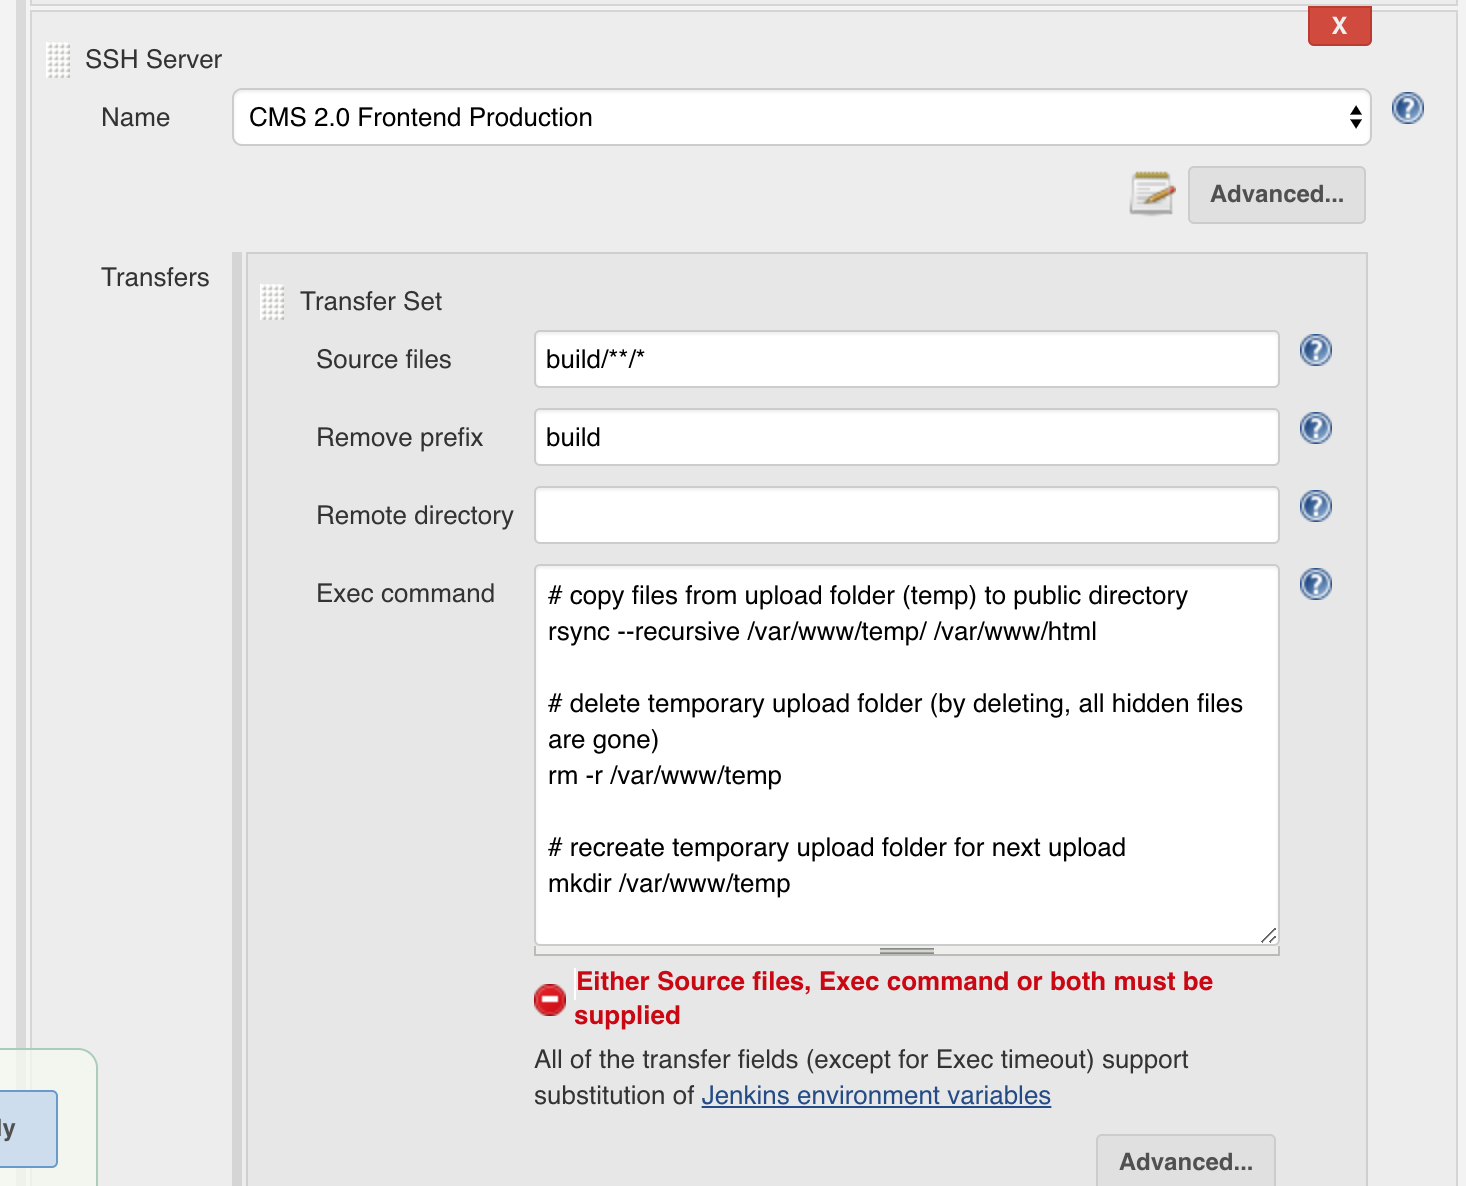 X
SSH Server
Name
CMS 2.0 Frontend Production
Advanced...
Transfers
Transfer Set
Source files
build/**/*
Remove prefix
build
Remote directory
Exec command
# copy files from upload folder (temp) to public directory
rsync --recursive /var/www/temp/ /var/www/html
# delete temporary upload folder (by deleting, all hidden files
are gone)
rm -r /var/www/temp
# recreate temporary upload folder for next upload
mkdir /var/www/temp
Either Source files, Exec command or both must be
supplied
All of the transfer fields (except for Exec timeout) support
substitution of Jenkins environment variables
Advanced...